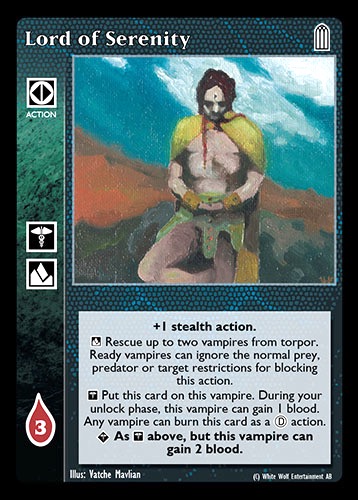 Lord of Serenity
ACTION
+1 stealth action.
Rescue up to two vampires from torpor.
Ready vampires can ignore the normal prey,
predator or target restrictions for blocking
this action.
Put this card on this vampire. During your
unlock phase, this vampire can gain 1 blood.
Any vampire can burn this card as a D action.
As above, but this vampire can
gain 2 blood.
3
Illus: Vatche Mavlian
(C) White Wolf Entertainment AB